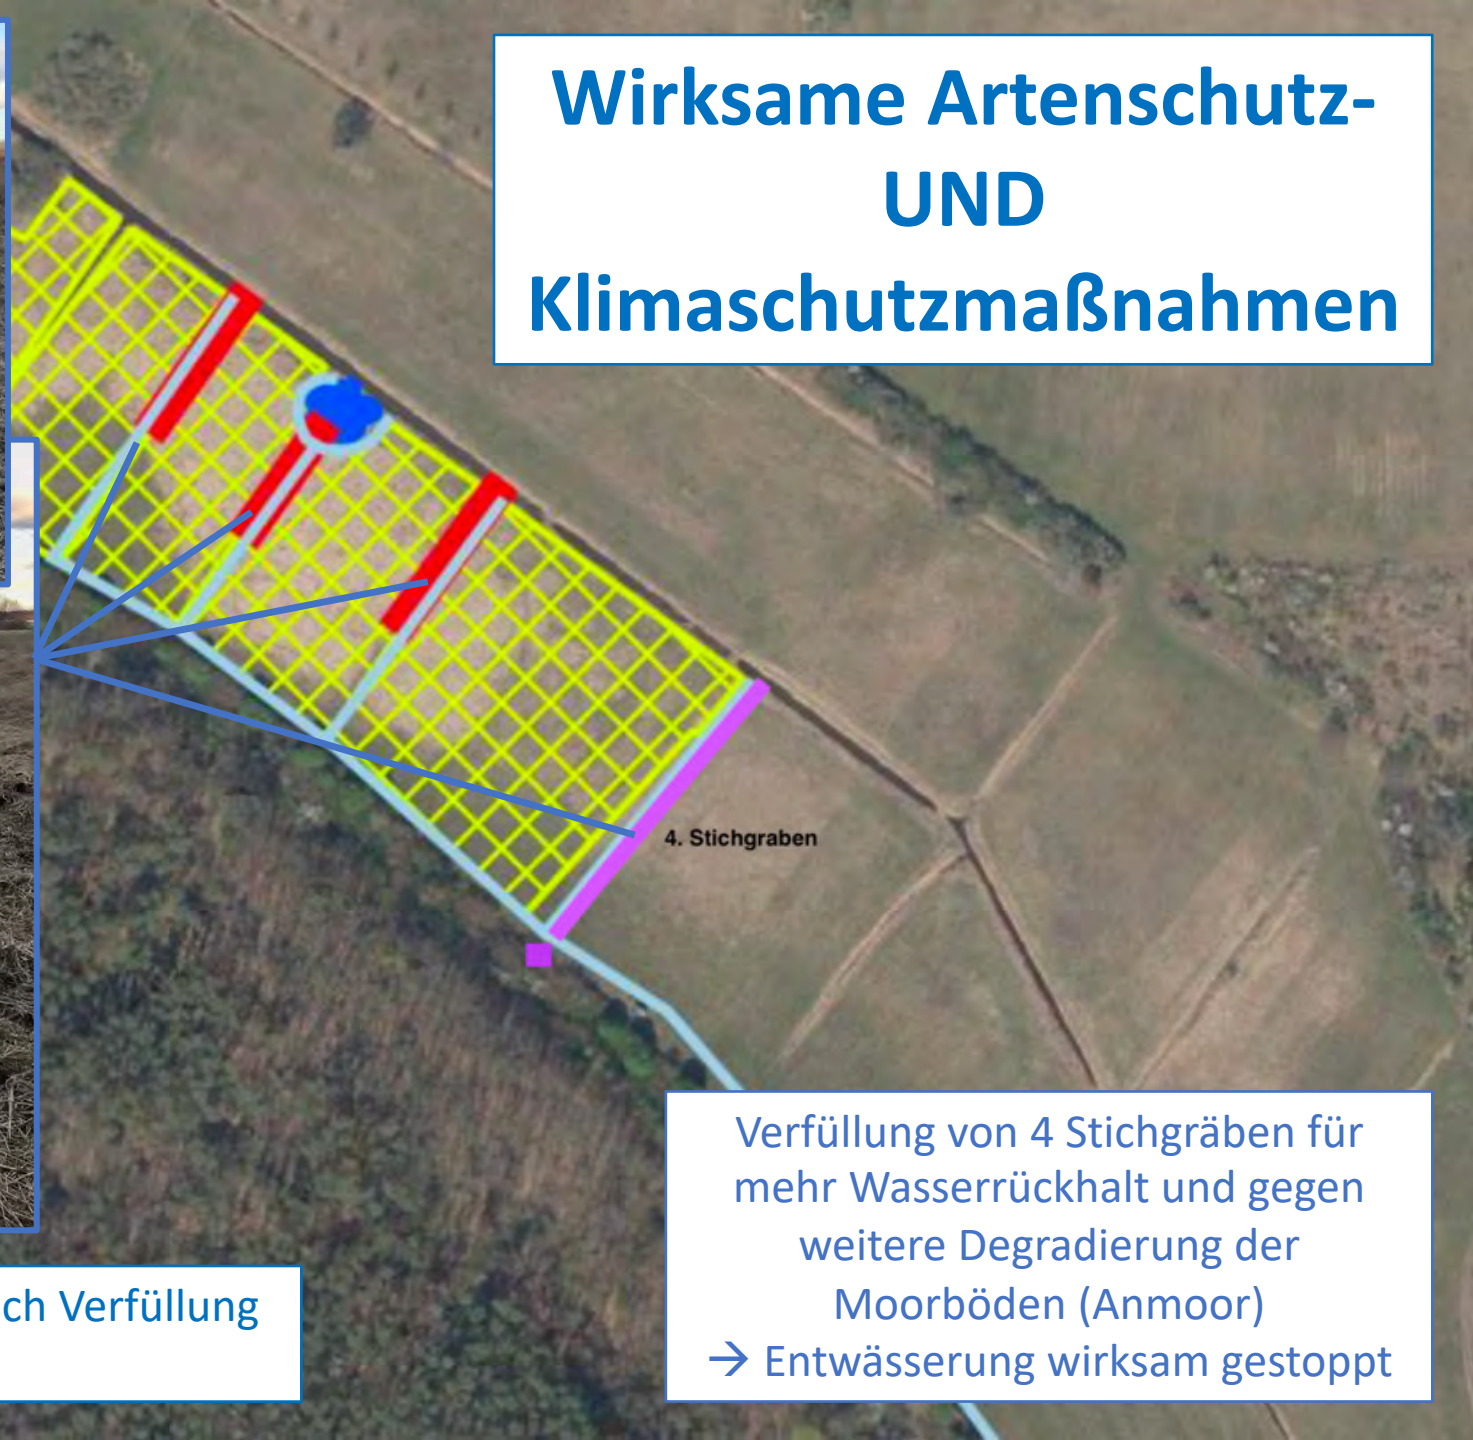 Wirksame Artenschutz-
UND
Klimaschutzmaßnahmen
4. Stichgraben
Verfüllung von 4 Stichgräben für
mehr Wasserrückhalt und gegen
weitere Degradierung der
Moorböden (Anmoor)
→ Entwässerung wirksam gestoppt
ch Verfüllung